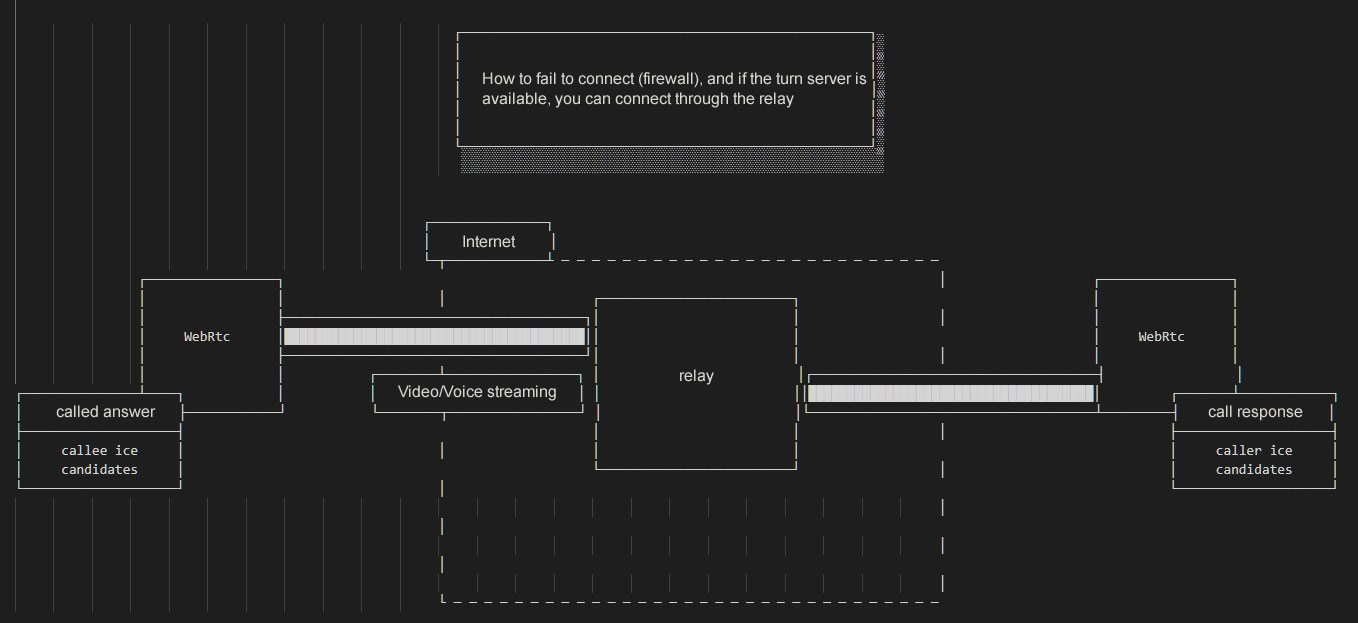 How to fail to connect (firewall), and if the turn server is
available, you can connect through the relay
Internet
WebRtc
WebRtc
relay
Video/Voice streaming
called answer
call response
callee ice
candidates
caller ice
candidates